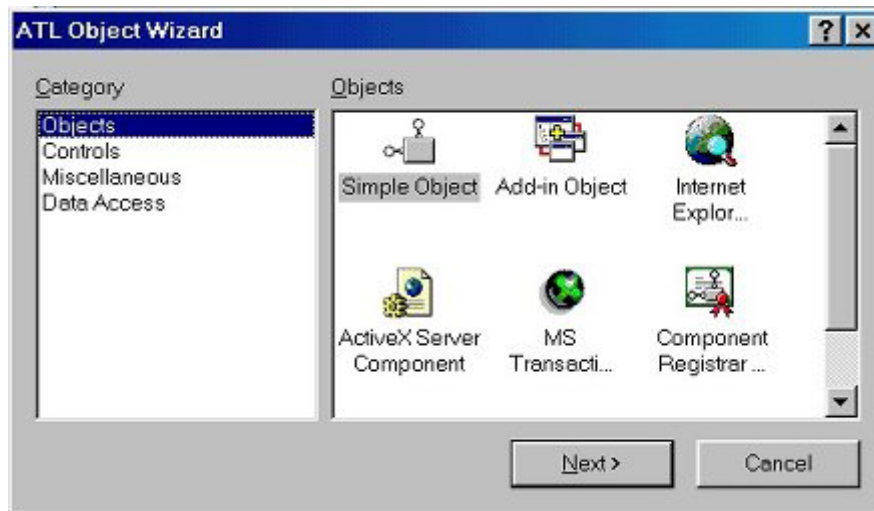 ATL Object Wizard
Category
Objects
Objects
Controls
Miscellaneous
Data Access
Simple Object
Add-in Object
Internet
Explor...
ActiveX Server
Component
MS
Transacti...
Component
Registrar ...
Next >
Cancel